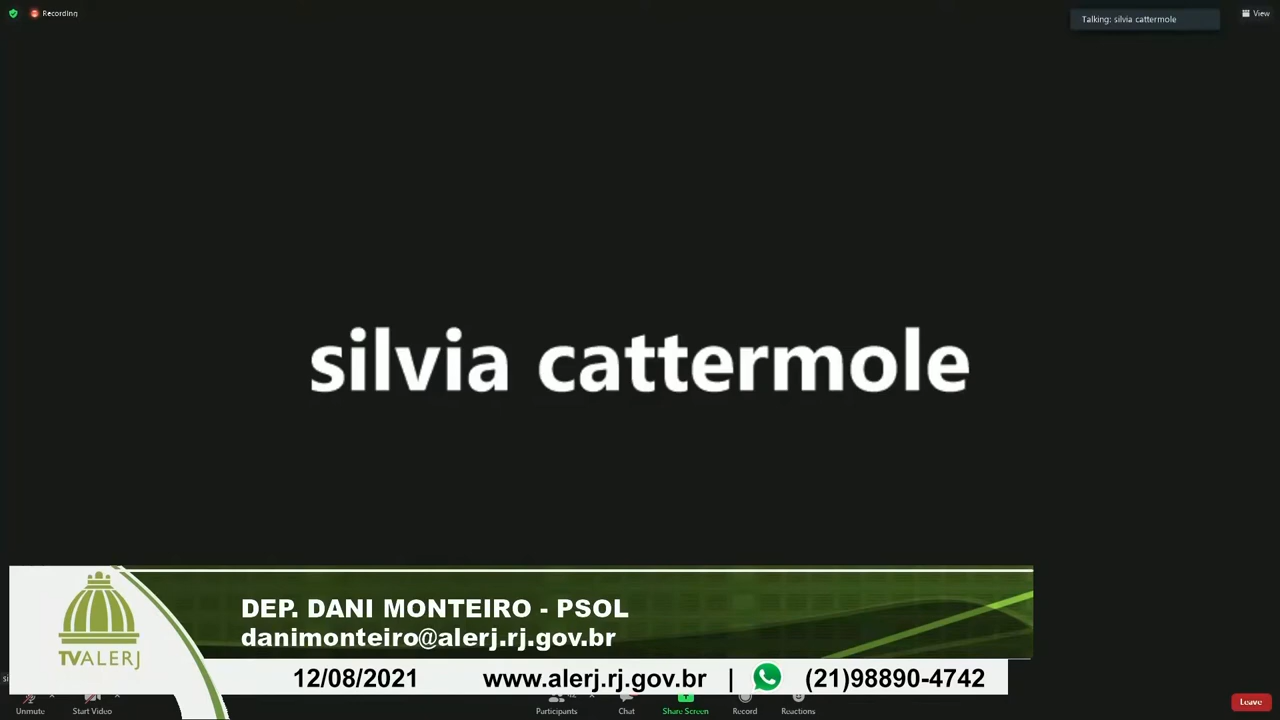 Recording
Talking: silvia cattermole
View
silvia cattermole
DEP. DANI MONTEIRO - PSOL
danimonteiro@alerj.rj.gov.br
TVALERJ
12/08/2021 www.alerj.rj.gov.br | (21)98890-4742
Unmute Start Video Participants Chat Share Screen Record Reactions Leave